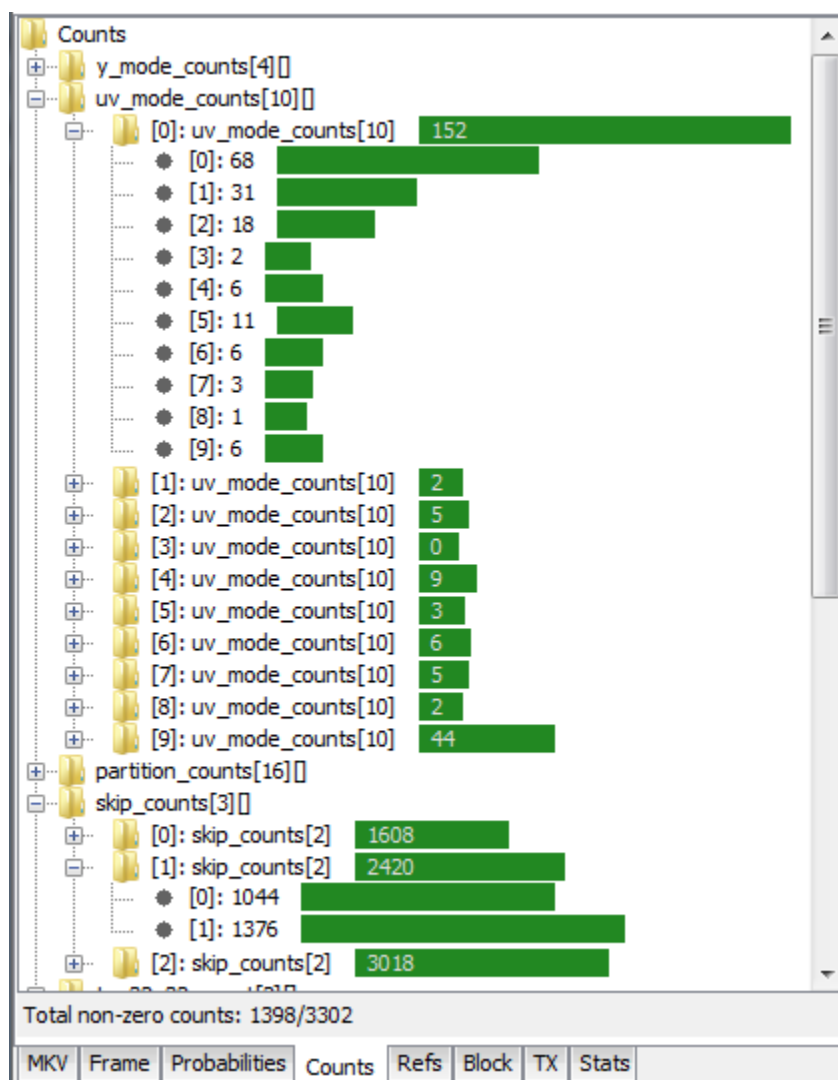 Counts
y_mode_counts[4][]
uv_mode_counts[10][]
[0]: uv_mode_counts[10] 152
[0]: 68
[1]: 31
[2]: 18
[3]: 2
[4]: 6
[5]: 11
[6]: 6
[7]: 3
[8]: 1
[9]: 6
[1]: uv_mode_counts[10] 2
[2]: uv_mode_counts[10] 5
[3]: uv_mode_counts[10] 0
[4]: uv_mode_counts[10] 9
[5]: uv_mode_counts[10] 3
[6]: uv_mode_counts[10] 6
[7]: uv_mode_counts[10] 5
[8]: uv_mode_counts[10] 2
[9]: uv_mode_counts[10] 44
partition_counts[16][]
skip_counts[3][]
[0]: skip_counts[2] 1608
[1]: skip_counts[2] 2420
[0]: 1044
[1]: 1376
[2]: skip_counts[2] 3018
Total non-zero counts: 1398/3302
MKV Frame Probabilities Counts Refs Block TX Stats